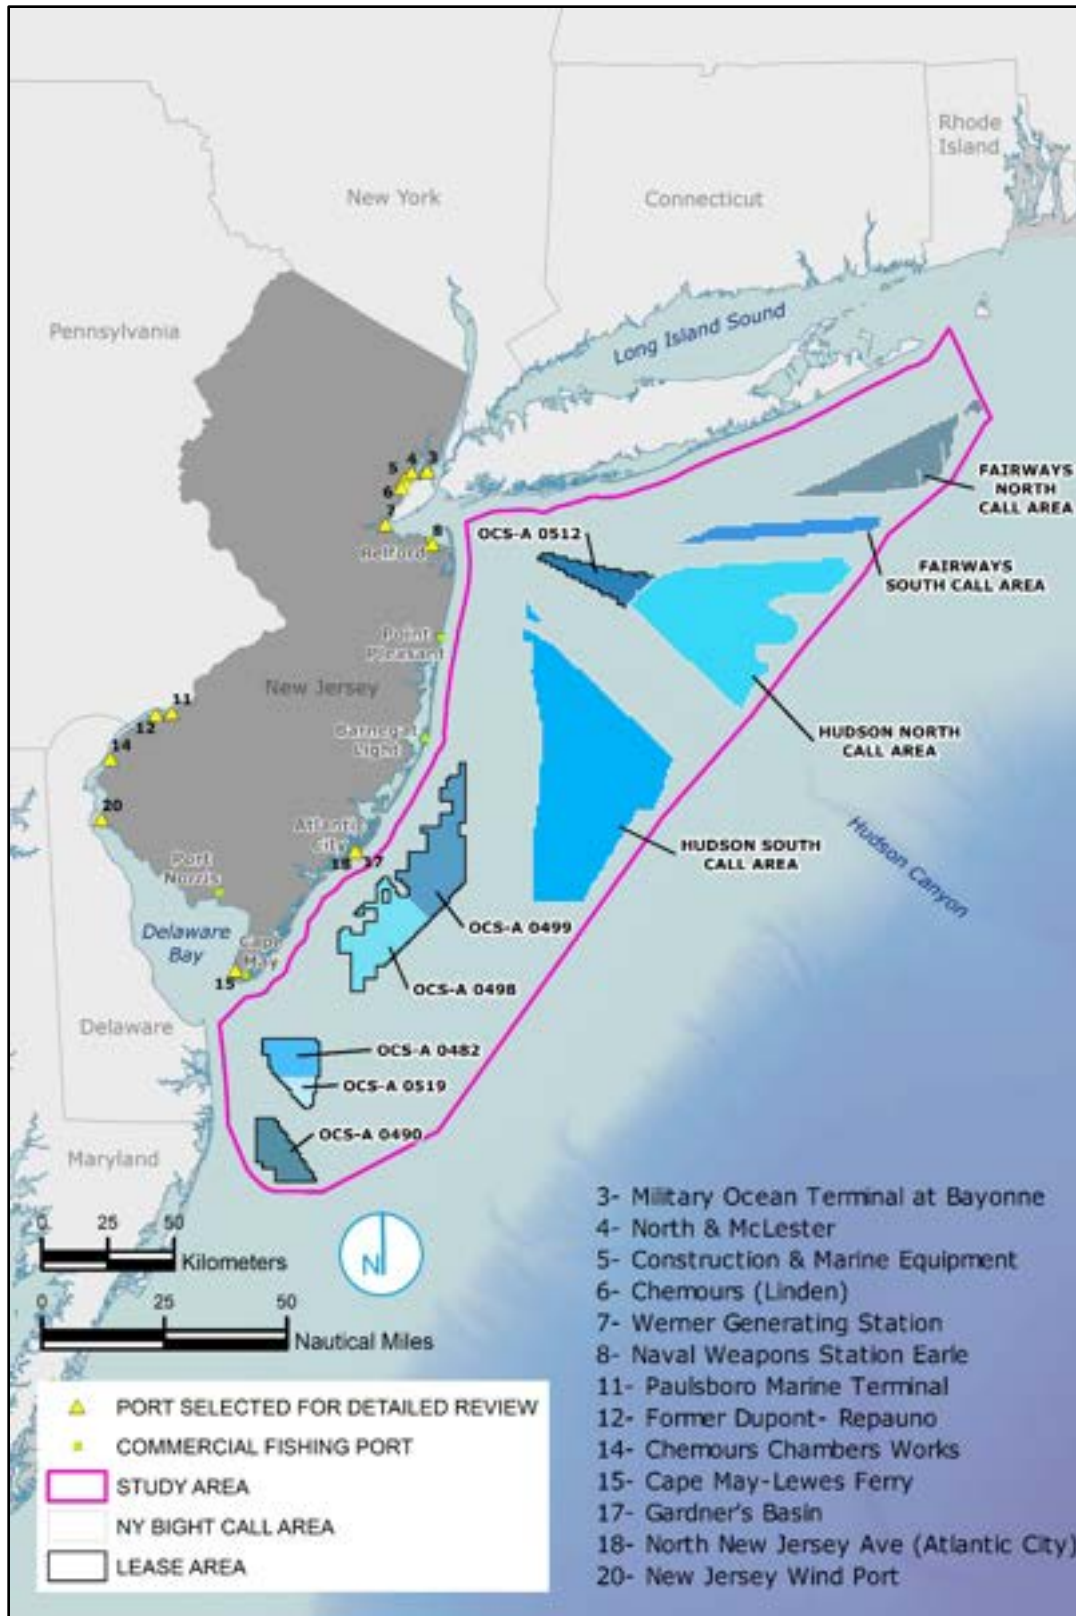 Rhode
Island
New York
Connecticut
Pennsylvania
Long Island Sound
5
4
3
6
7
8
Belford
OCS-A 0512
FAIRWAYS
NORTH
CALL AREA
FAIRWAYS
SOUTH CALL AREA
Point
Pleasant
New Jersey
11
12
Barnegat
Light
14
HUDSON NORTH
CALL AREA
20
Atlantic
City
18
17
HUDSON SOUTH
CALL AREA
Hudson Canyon
Port
Norris
Delaware
Bay
Cape
May
15
OCS-A 0499
OCS-A 0498
Delaware
OCS-A 0482
OCS-A 0519
OCS-A 0490
Maryland
0 25 50
Kilometers
0 25 50
Nautical Miles
N
3- Military Ocean Terminal at Bayonne
4- North & McLester
5- Construction & Marine Equipment
6- Chemours (Linden)
7- Werner Generating Station
8- Naval Weapons Station Earle
11- Paulsboro Marine Terminal
12- Former Dupont- Repauno
14- Chemours Chambers Works
15- Cape May-Lewes Ferry
17- Gardner's Basin
18- North New Jersey Ave (Atlantic City)
20- New Jersey Wind Port
PORT SELECTED FOR DETAILED REVIEW
COMMERCIAL FISHING PORT
STUDY AREA
NY BIGHT CALL AREA
LEASE AREA